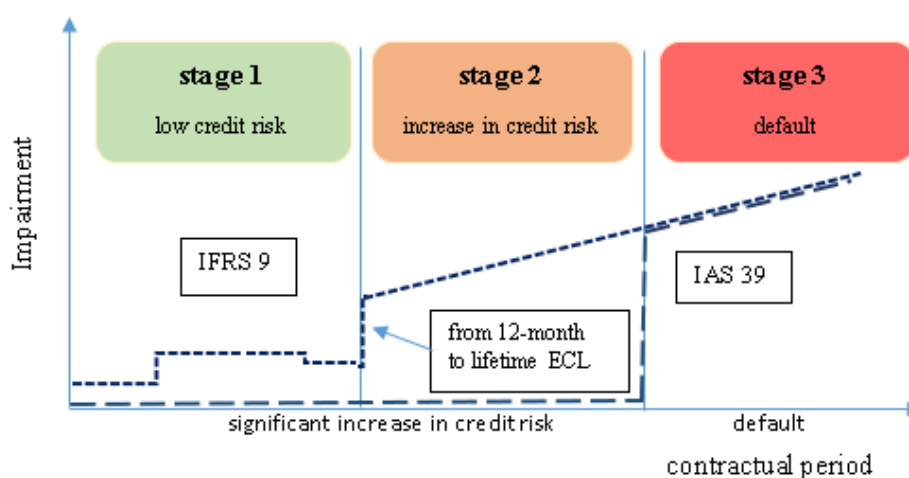 stage 1
low credit risk
stage 2
increase in credit risk
stage 3
default
Impairment
IFRS 9
IAS 39
from 12-month
to lifetime ECL
significant increase in credit risk
default
contractual period